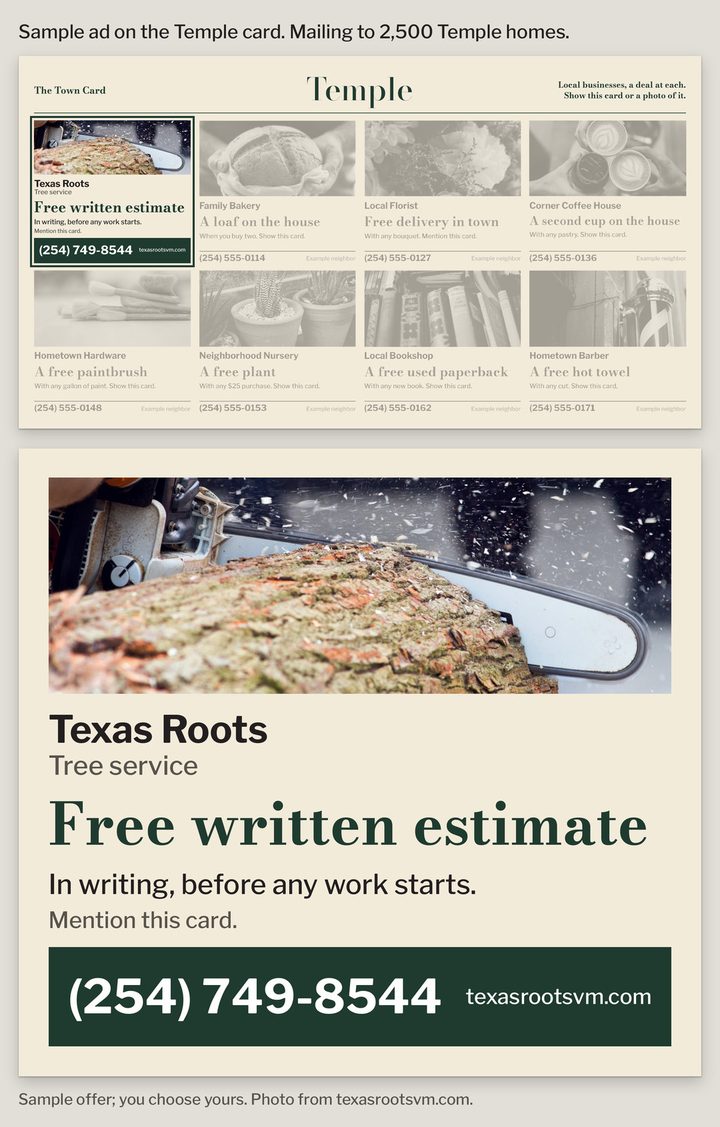 Sample ad on the Temple card. Mailing to 2,500 Temple homes.
The Town Card
Temple
Local businesses, a deal at each.
Show this card or a photo of it.
Texas Roots
Tree service
Free written estimate
In writing, before any work starts.
Mention this card.
(254) 749-8544 texasrootsvm.com
Family Bakery
A loaf on the house
When you buy two. Show this card.
(254) 555-0114 Example neighbor
Local Florist
Free delivery in town
With any bouquet. Mention this card.
(254) 555-0127 Example neighbor
Corner Coffee House
A second cup on the house
With any pastry. Show this card.
(254) 555-0136 Example neighbor
Hometown Hardware
A free paintbrush
With any gallon of paint. Show this card.
(254) 555-0148 Example neighbor
Neighborhood Nursery
A free plant
With any $25 purchase. Show this card.
(254) 555-0153 Example neighbor
Local Bookshop
A free used paperback
With any new book. Show this card.
(254) 555-0162 Example neighbor
Hometown Barber
A free hot towel
With any cut. Show this card.
(254) 555-0171 Example neighbor
Texas Roots
Tree service
Free written estimate
In writing, before any work starts.
Mention this card.
(254) 749-8544 texasrootsvm.com
Sample offer; you choose yours. Photo from texasrootsvm.com.